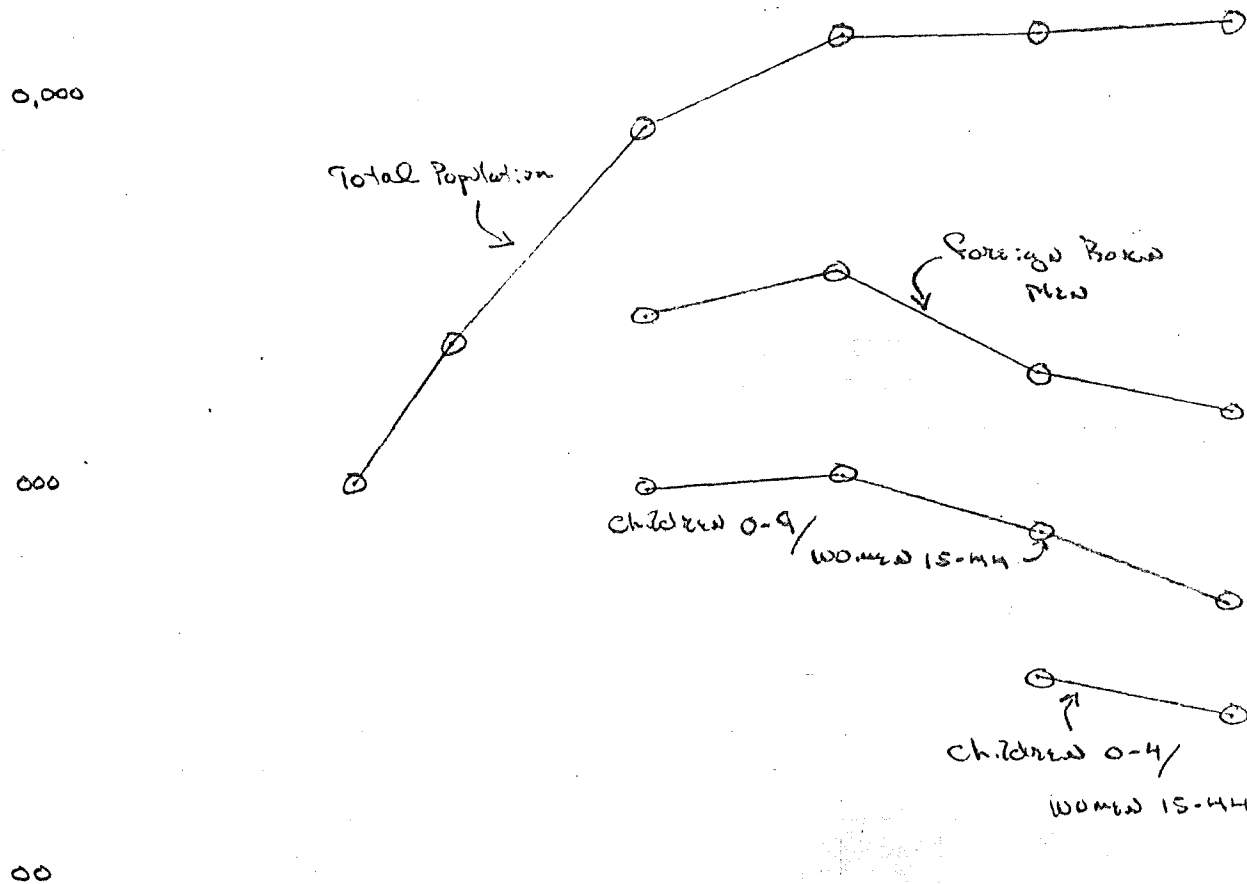 0,000
Total Population
Foreign Born
Men
000
Children 0-9/
Women 15-44
Children 0-4/
Women 15-44
00